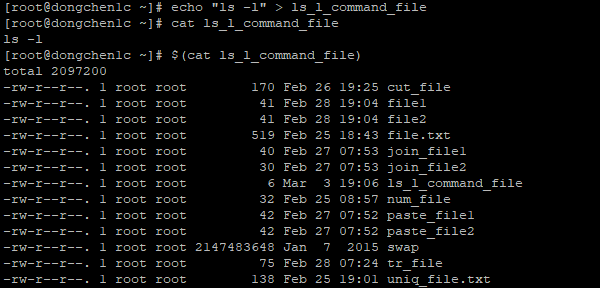 [root@dongchen1c ~]# echo "ls -l" > ls_l_command_file
[root@dongchen1c ~]# cat ls_l_command_file
ls -l
[root@dongchen1c ~]# $(cat ls_l_command_file)
total 2097200
-rw-r--r--. 1 root root        170 Feb 26 19:25 cut_file
-rw-r--r--. 1 root root         41 Feb 28 19:04 file1
-rw-r--r--. 1 root root         41 Feb 28 19:04 file2
-rw-r--r--. 1 root root        519 Feb 25 18:43 file.txt
-rw-r--r--. 1 root root         40 Feb 27 07:53 join_file1
-rw-r--r--. 1 root root         30 Feb 27 07:53 join_file2
-rw-r--r--. 1 root root          6 Mar  3 19:06 ls_l_command_file
-rw-r--r--. 1 root root         32 Feb 25 08:57 num_file
-rw-r--r--. 1 root root         42 Feb 27 07:52 paste_file1
-rw-r--r--. 1 root root         42 Feb 27 07:52 paste_file2
-rw-r--r--. 1 root root 2147483648 Jan  7  2015 swap
-rw-r--r--. 1 root root         75 Feb 28 07:24 tr_file
-rw-r--r--. 1 root root        138 Feb 25 19:01 uniq_file.txt